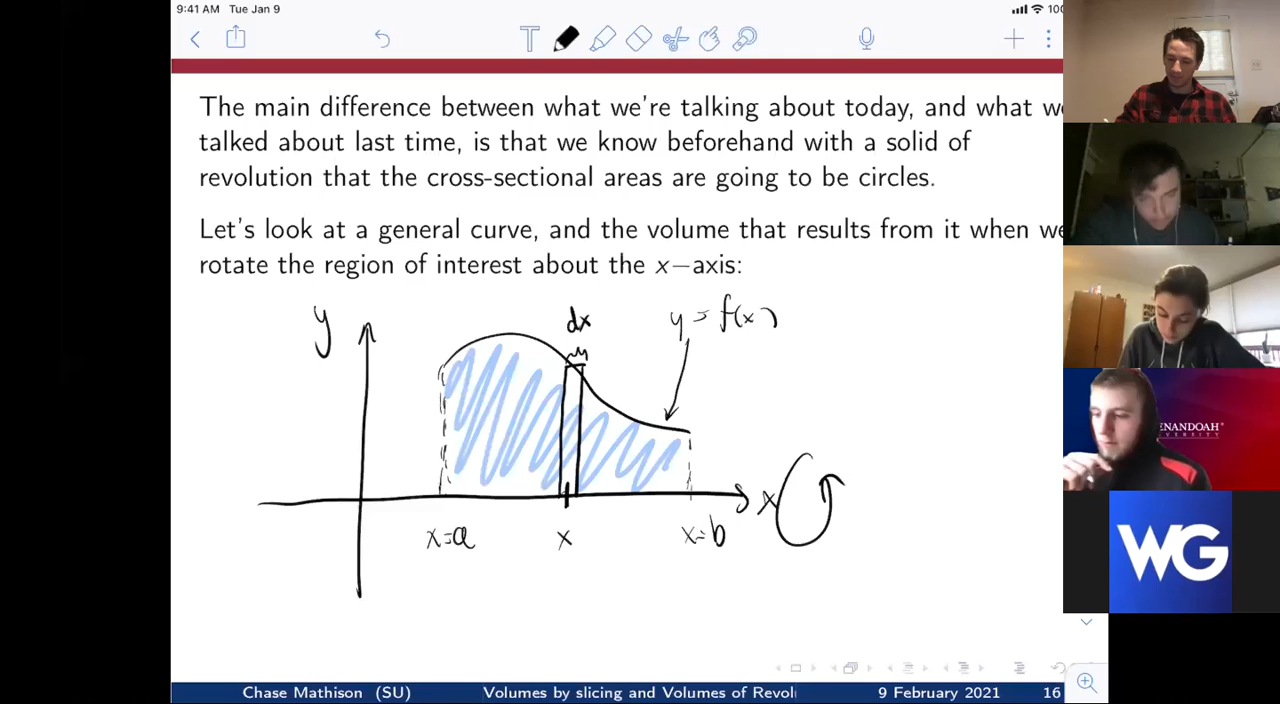 9:41 AM Tue Jan 9
100
The main difference between what we're talking about today, and what we
talked about last time, is that we know beforehand with a solid of
revolution that the cross-sectional areas are going to be circles.
Let's look at a general curve, and the volume that results from it when we
rotate the region of interest about the x−axis:
y
dx
y = f(x)
x
x=a
x
x=b
ENANDOAH®
UNIVERSITY
WG
Chase Mathison (SU)
Volumes by slicing and Volumes of Revol
9 February 2021
16